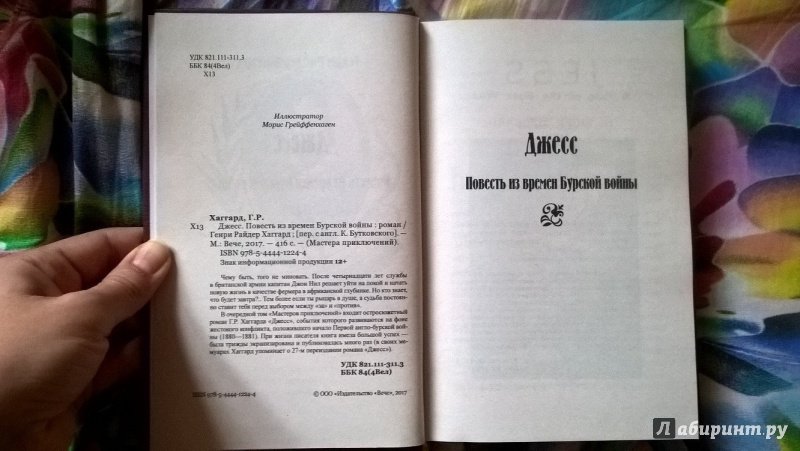 УДК 821.111-311.3
ББК 84(4Вел)
Х13
Иллюстратор
Морис Грейффенхаген
Хаггард, Г.Р.
Х13 Джесс. Повесть из времен Бурской войны : роман /
Генри Райдер Хаггард ; [пер. с англ. К. Бутковского]. —
М. : Вече, 2017. — 416 с. — (Мастера приключений).
ISBN 978-5-4444-1224-4
Знак информационной продукции 12+
Чему быть, того не миновать. После четырнадцати лет службы
в британской армии капитан Джон Нил решает уйти на покой и начать
новую жизнь в качестве фермера в африканской глубинке. Но кто знает,
что будет завтра?.. Тем более если ты рыцарь в душе, а судьба постоян-
но ставит тебя перед выбором между «за» и «против».
В очередной том «Мастеров приключений» входит остросюжетный
роман Г.Р. Хаггарда «Джесс», события которого развиваются на фоне
жестокого конфликта, положившего начало Первой англо-бурской вой-
ны (1880—1881). При жизни писателя книга имела большой успех —
была трижды экранизирована и публиковалась много раз (в своих ме-
муарах Хаггард упоминает о 27-м переиздании романа «Джесс»).
УДК 821.111-311.3
ББК 84(4Вел)
ISBN 978-5-4444-1224-4
© ООО «Издательство «Вече», 2017
Джесс
Повесть из времен Бурской войны
лабиринт.ру